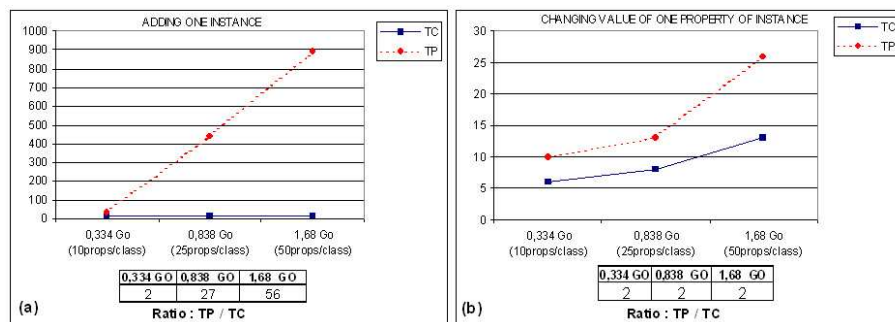 ADDING ONE INSTANCE
1000
900
800
700
600
500
400
300
200
100
0
0,334 Go
(10props/class)
0,838 Go
(25props/class)
1,68 Go
(50props/class)
TC
TP
0,334 GO 0,838 GO 1,68 GO
2 27 56
(a)
Ratio : TP / TC
CHANGING VALUE OF ONE PROPERTY OF INSTANCE
30
25
20
15
10
5
0
0,334 Go
(10props/class)
0,838 Go
(25props/class)
1,68 Go
(50props/class)
TC
TP
0,334 GO 0,838 GO 1,68 GO
2 2 2
(b)
Ratio : TP / TC